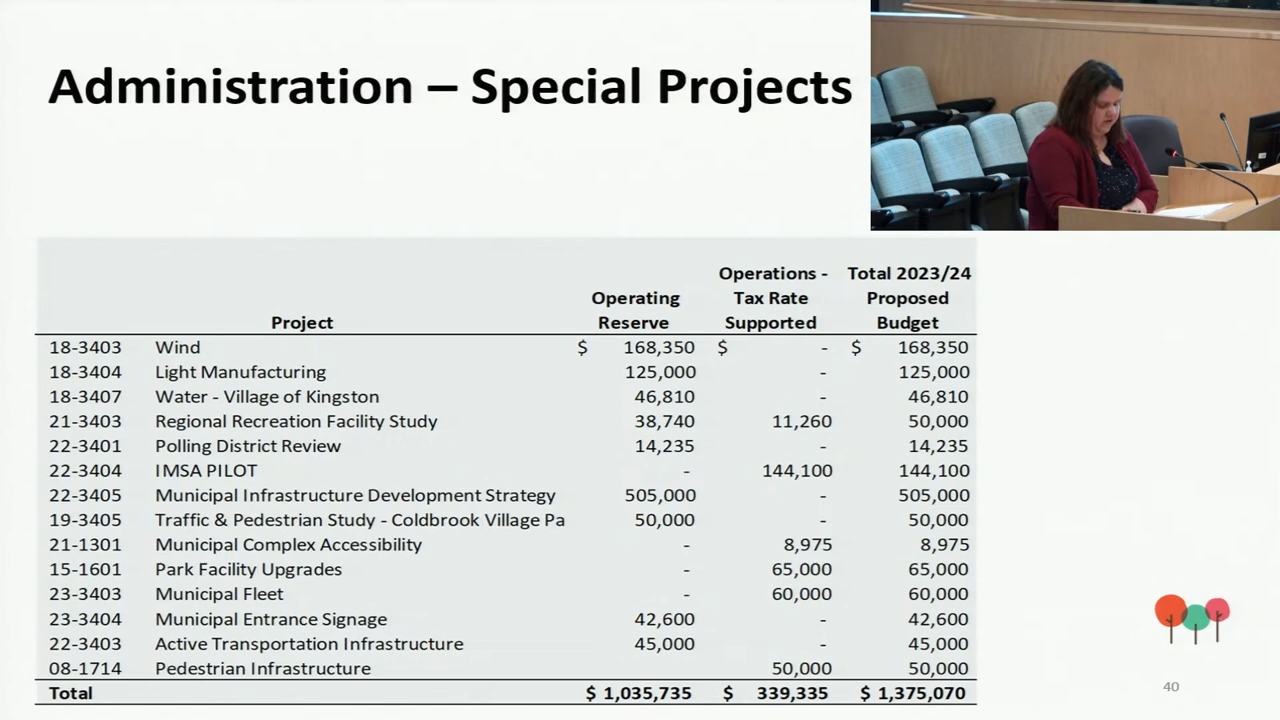 Administration – Special Projects
Operations - Total 2023/24
Operating Tax Rate Proposed
Project Reserve Supported Budget
18-3403 Wind $ 168,350 $ - $ 168,350
18-3404 Light Manufacturing 125,000 - 125,000
18-3407 Water - Village of Kingston 46,810 - 46,810
21-3403 Regional Recreation Facility Study 38,740 11,260 50,000
22-3401 Polling District Review 14,235 - 14,235
22-3404 IMSA PILOT - 144,100 144,100
22-3405 Municipal Infrastructure Development Strategy 505,000 - 505,000
19-3405 Traffic & Pedestrian Study - Coldbrook Village Pa 50,000 - 50,000
21-1301 Municipal Complex Accessibility - 8,975 8,975
15-1601 Park Facility Upgrades - 65,000 65,000
23-3403 Municipal Fleet - 60,000 60,000
23-3404 Municipal Entrance Signage 42,600 - 42,600
22-3403 Active Transportation Infrastructure 45,000 - 45,000
08-1714 Pedestrian Infrastructure 50,000 50,000
Total $ 1,035,735 $ 339,335 $ 1,375,070
40